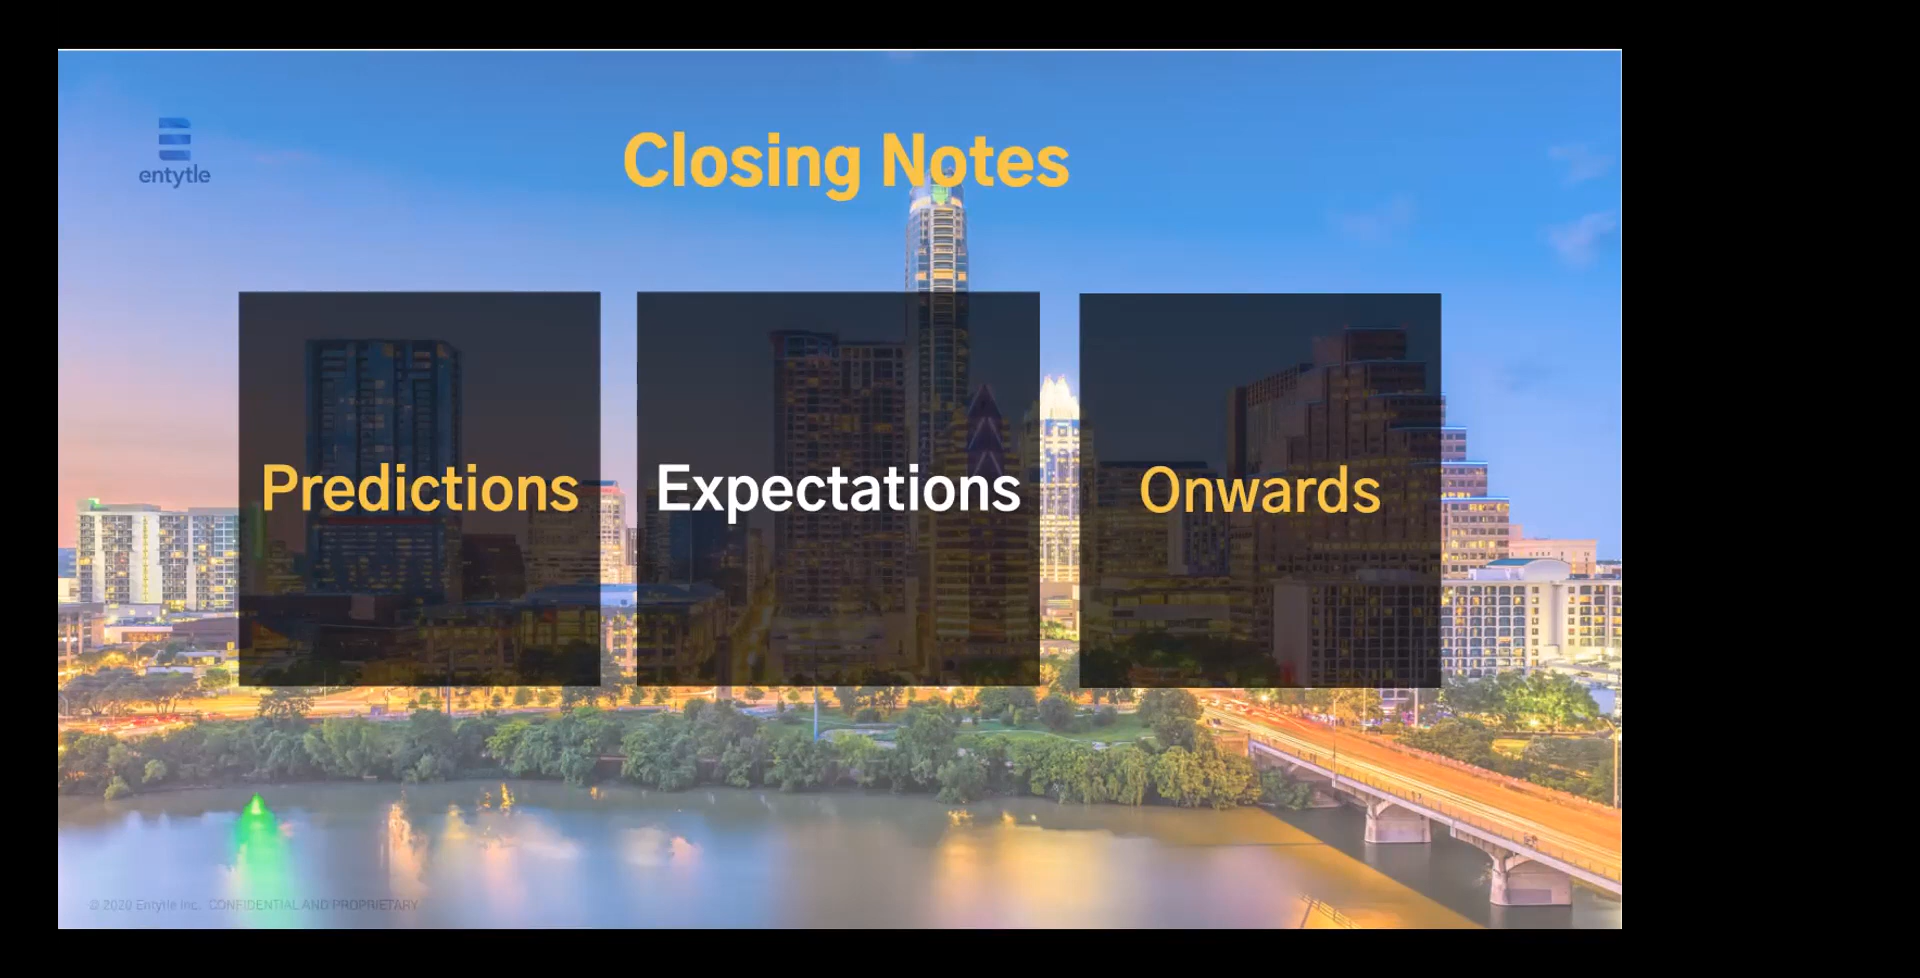 entytle
Closing Notes
Predictions
Expectations
Onwards
© 2020 Entytle Inc. CONFIDENTIAL AND PROPRIETARY